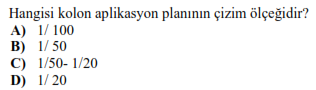 Hangisi kolon aplikasyon planının çizim ölçeğidir?
A) 1/ 100
B) 1/ 50
C) 1/50- 1/20
D) 1/ 20